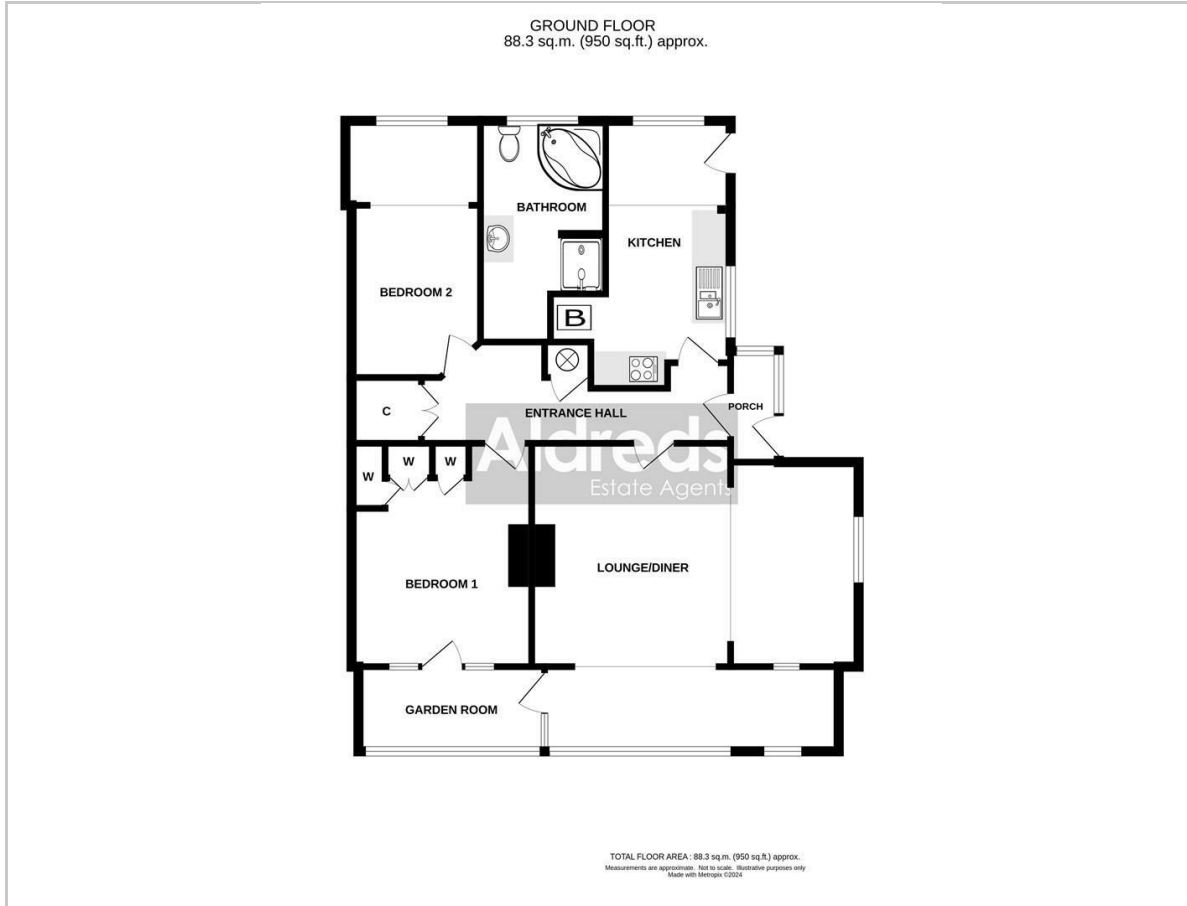 GROUND FLOOR
88.3 sq.m. (950 sq.ft.) approx.
BATHROOM
KITCHEN
BEDROOM 2
B
C
ENTRANCE HALL
PORCH
Aldreds
Estate Agents
W
W
W
LOUNGE/DINER
BEDROOM 1
GARDEN ROOM
TOTAL FLOOR AREA : 88.3 sq.m. (950 sq.ft.) approx.
Measurements are approximate. Not to scale. Illustrative purposes only
Made with Metropix ©2024